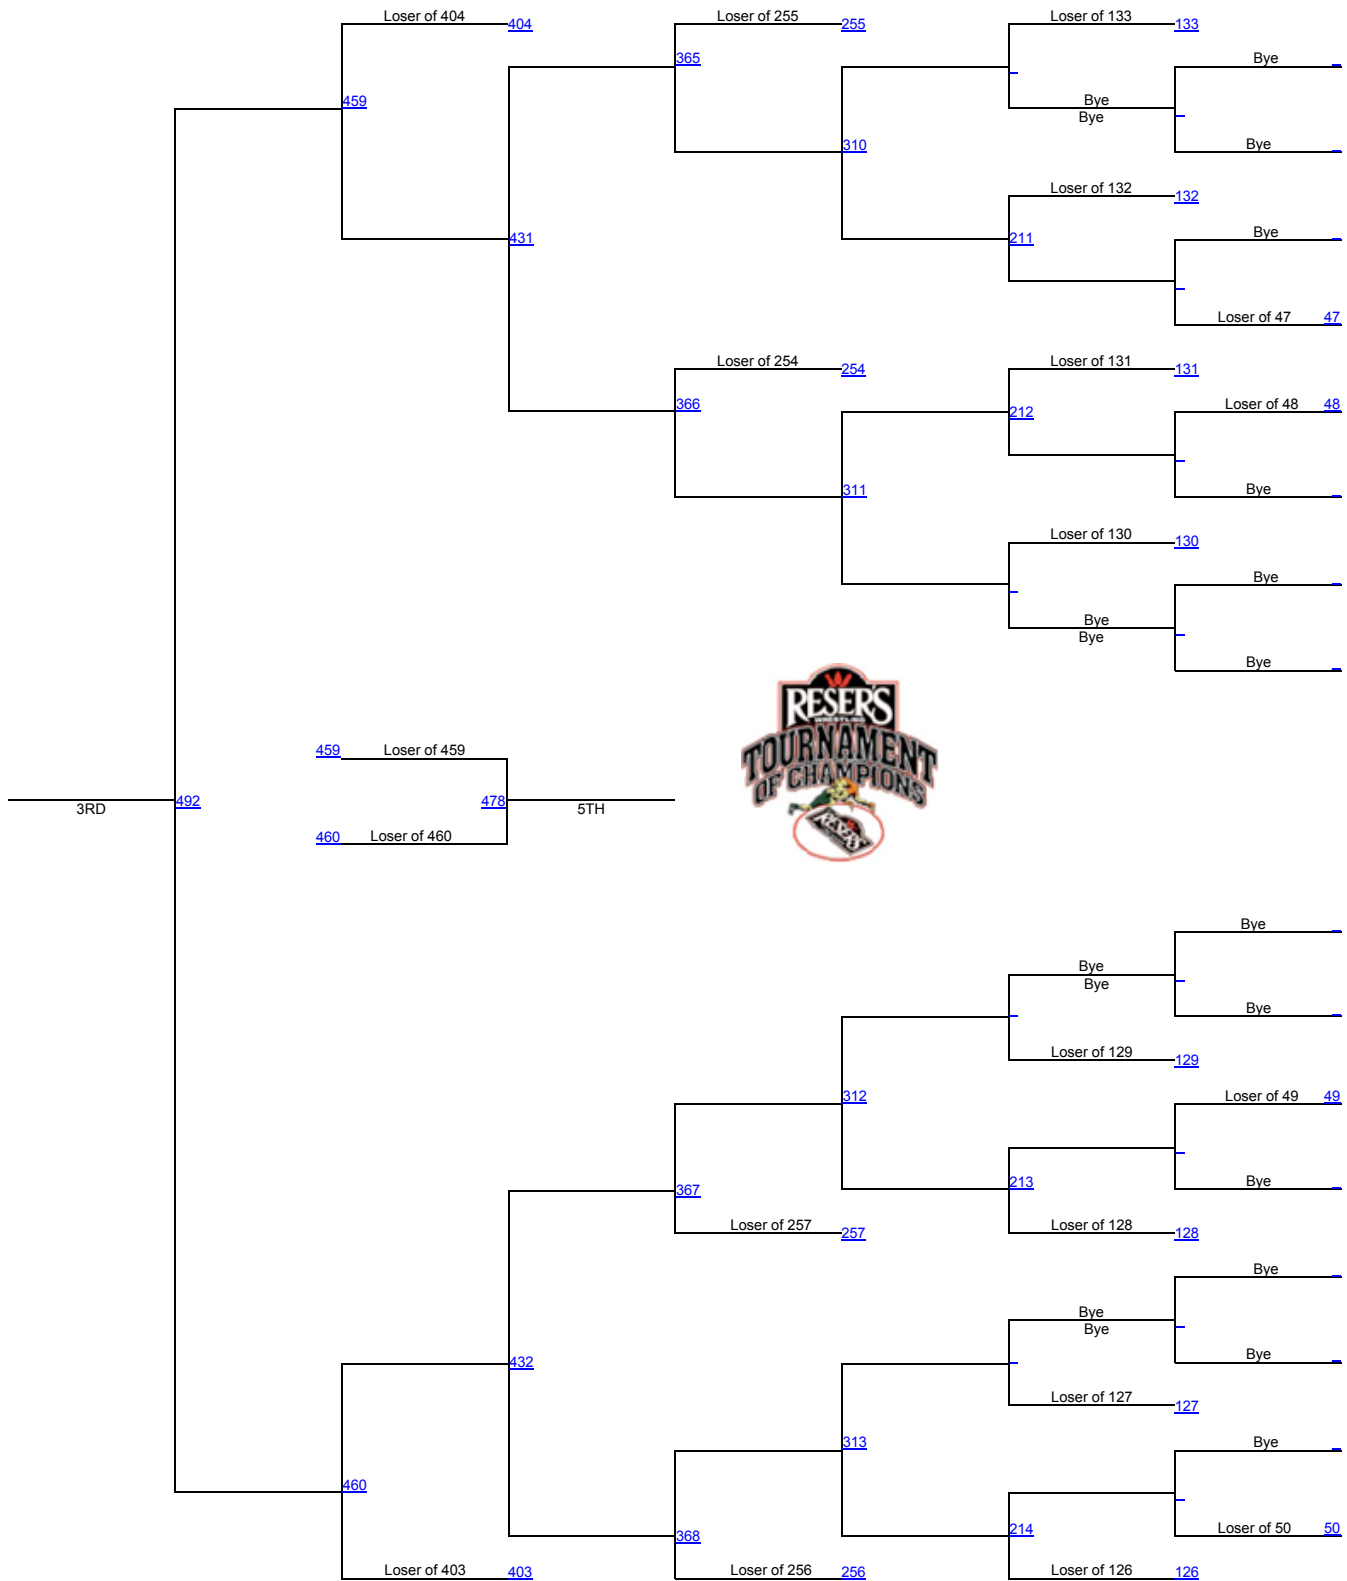 Loser of 404 404 Loser of 255 255 Loser of 133 133
365 Bye
459 Bye
Bye
310 Bye
Loser of 132 132
431 211 Bye
Loser of 47 47
Loser of 254 254 Loser of 131 131
366 212 Loser of 48 48
311 Bye
Loser of 130 130
Bye
Bye
Bye
Bye
RESER'S
WRESTLING
TOURNAMENT
OF CHAMPIONS
RESER'S
459 Loser of 459
3RD 492 478 5TH
460 Loser of 460
Bye
Bye
Bye
Bye
Loser of 129 129
312 Loser of 49 49
367 213 Bye
Loser of 257 257 Loser of 128 128
Bye
Bye
Bye
432 Bye
Loser of 127 127
313 Bye
460
368 214 Loser of 50 50
Loser of 403 403 Loser of 256 256 Loser of 126 126